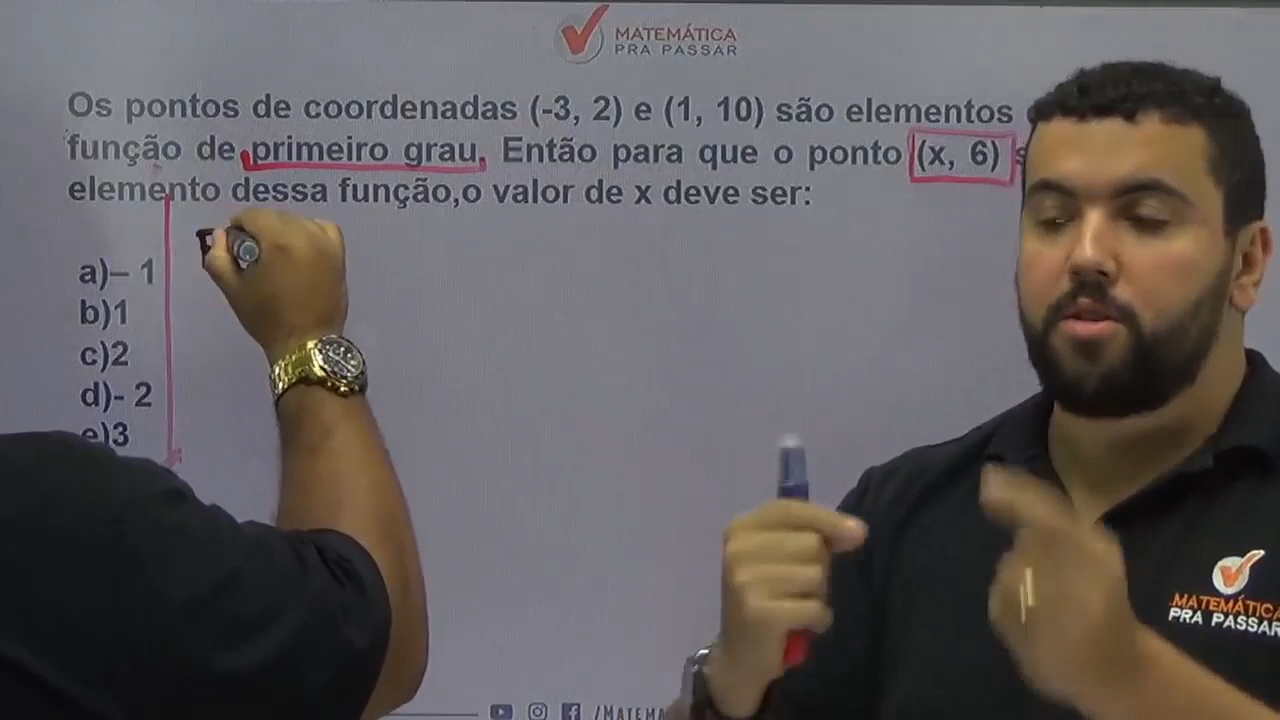 MATEMÁTICA
PRA PASSAR
Os pontos de coordenadas (-3, 2) e (1, 10) são elementos
função de primeiro grau. Então para que o ponto (x, 6)
elemento dessa função,o valor de x deve ser:
a)– 1
b)1
c)2
d)- 2
e)3
MATEMÁTICA
PRA PASSAR
/MATEMA